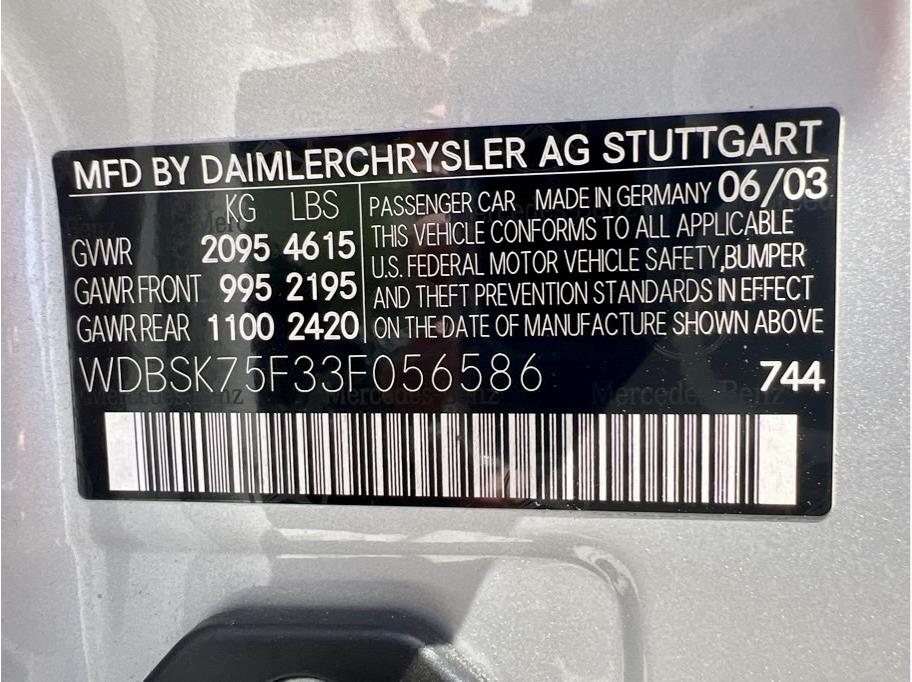 MFD BY DAIMLERCHRYSLER AG STUTTGART
KG LBS
GVWR 2095 4615
GAWR FRONT 995 2195
GAWR REAR 1100 2420
PASSENGER CAR MADE IN GERMANY 06/03
THIS VEHICLE CONFORMS TO ALL APPLICABLE
U.S. FEDERAL MOTOR VEHICLE SAFETY,BUMPER
AND THEFT PREVENTION STANDARDS IN EFFECT
ON THE DATE OF MANUFACTURE SHOWN ABOVE
WDBSK75F33F056586 744
Mercedes-Benz